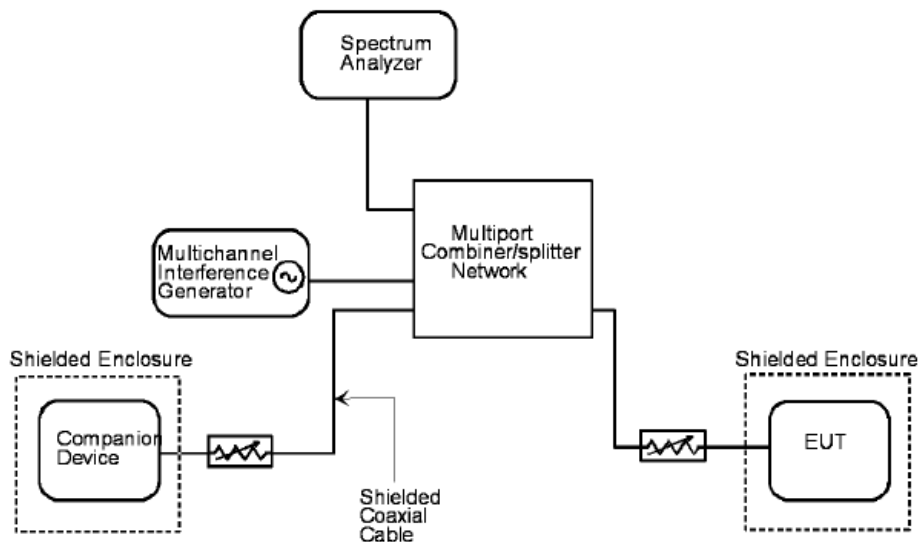 Spectrum
Analyzer
Multiport
Combiner/splitter
Network
Multichannel
Interference
Generator
Shielded Enclosure
Companion
Device
Shielded
Coaxial
Cable
Shielded Enclosure
EUT